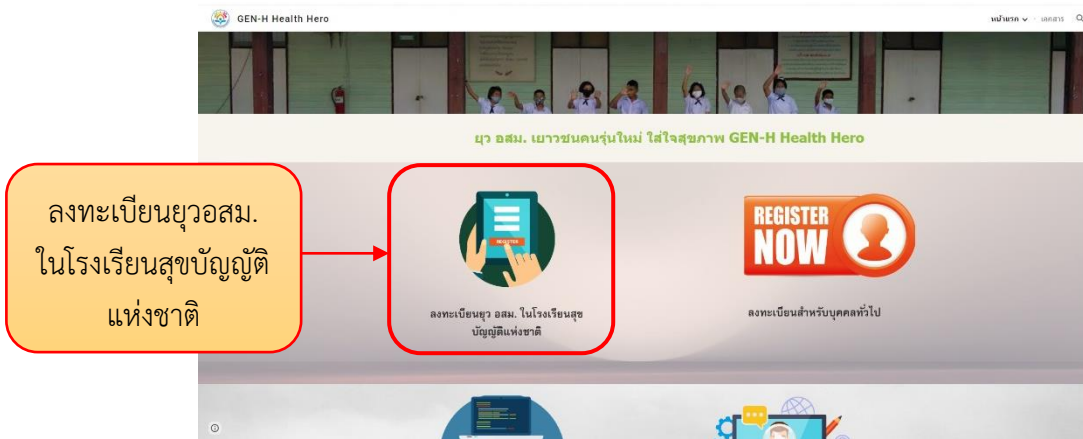 GEN-H Health Hero
หน้าแรก
เอกสาร
ยุว อสม. เยาวชนคนรุ่นใหม่ ใส่ใจสุขภาพ GEN-H Health Hero
ลงทะเบียนยุวอสม.
ในโรงเรียนสุขบัญญัติ
แห่งชาติ
REGISTER
REGISTER
NOW
ลงทะเบียนยุว อสม. ในโรงเรียนสุข
บัญญัติแห่งชาติ
ลงทะเบียนสำหรับบุคคลทั่วไป